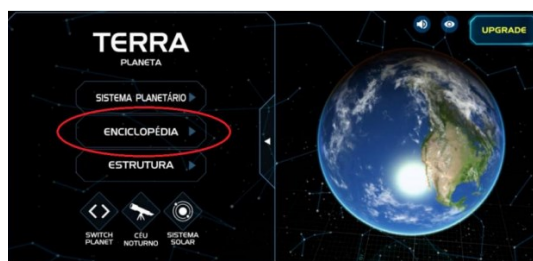 TERRA
PLANETA
SISTEMA PLANETÁRIO
ENCICLOPÉDIA
ESTRUTURA
SWITCH
PLANET
CÉU
NOTURNO
SISTEMA
SOLAR
UPGRADE